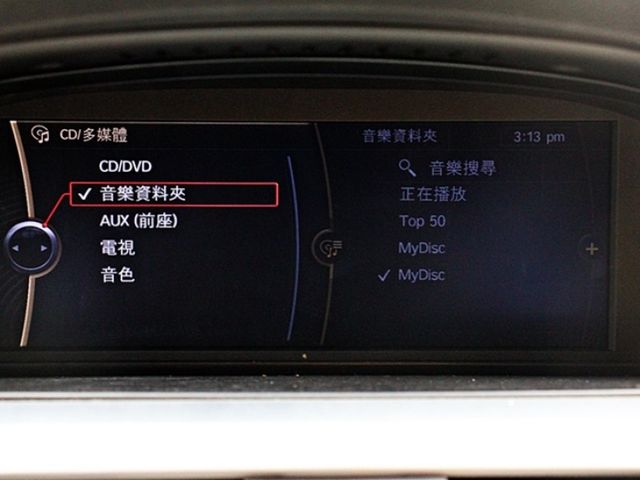 CD/多媒體
CD/DVD
✓ 音樂資料夾
AUX (前座)
電視
音色
音樂資料夾 3:13 pm
音樂搜尋
正在播放
Top 50
MyDisc
✓ MyDisc